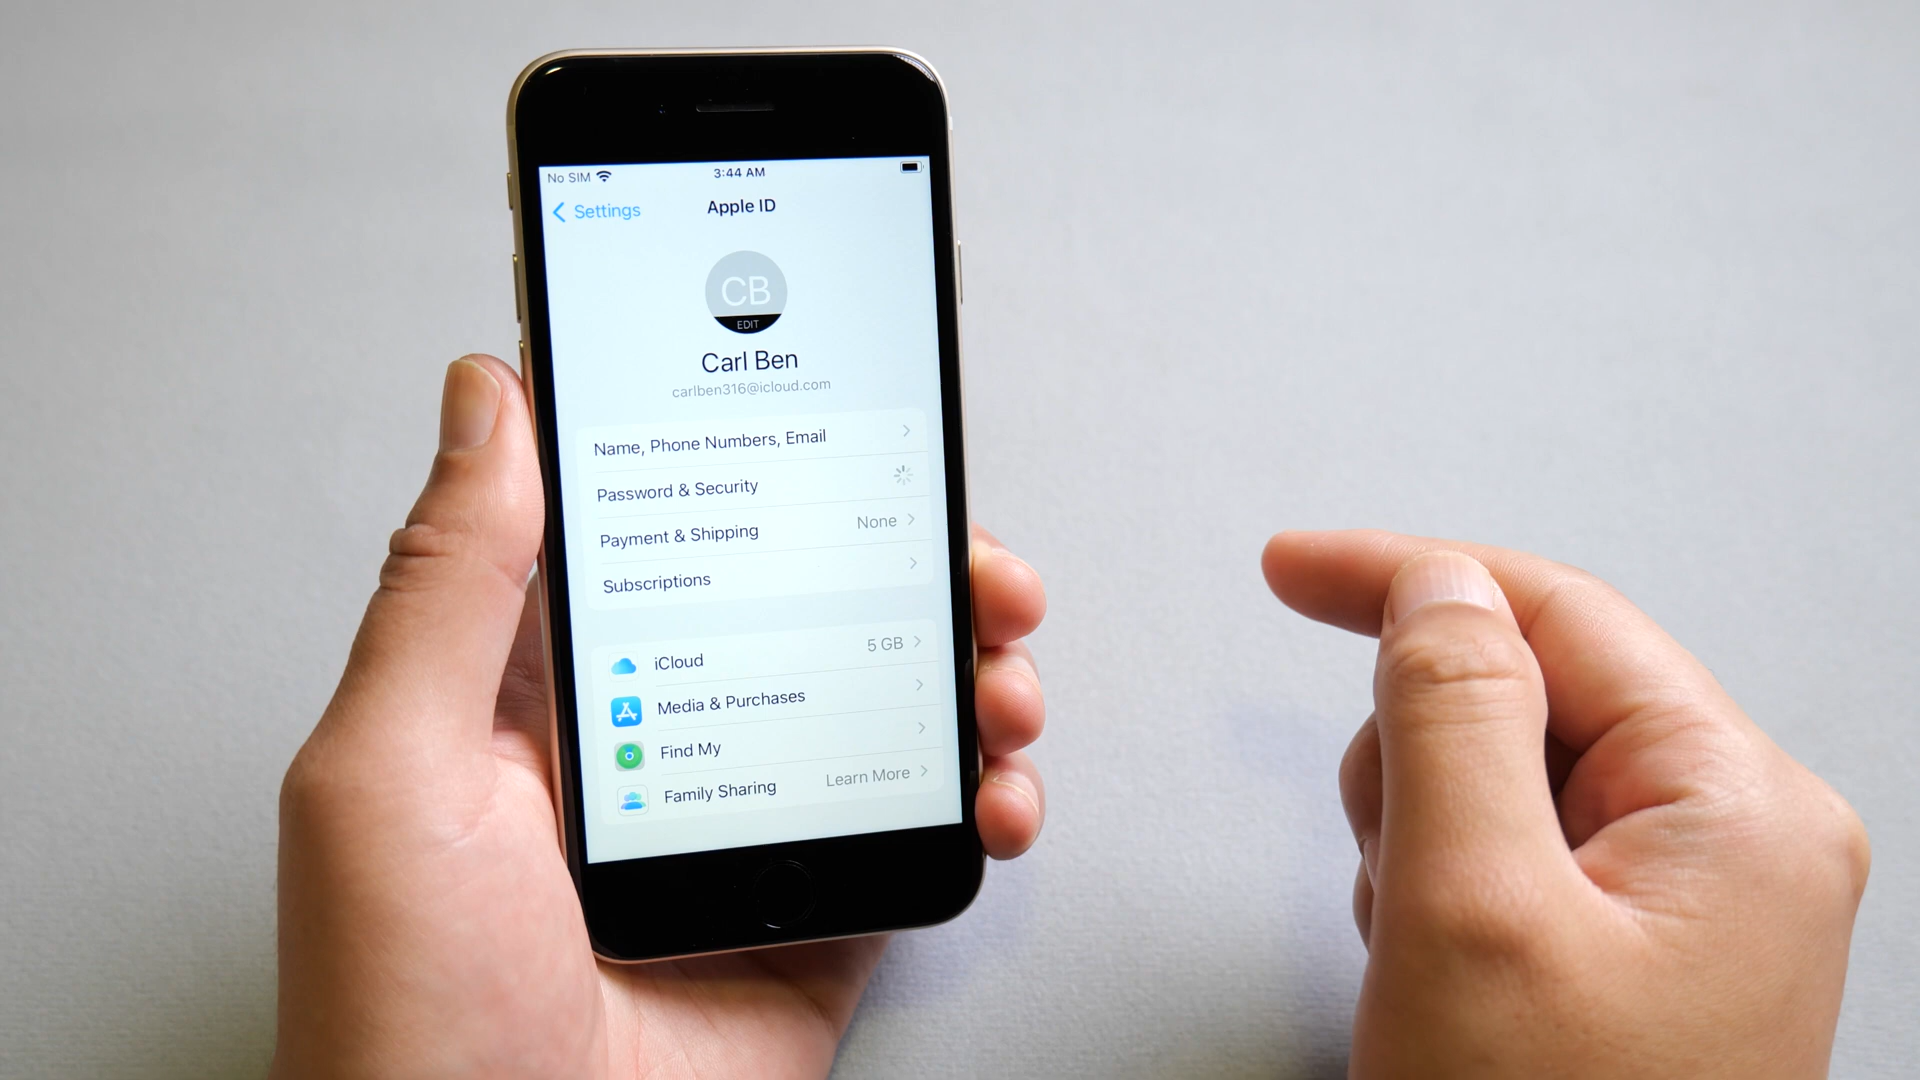 No SIM 3:44 AM
Settings Apple ID
CB
EDIT
Carl Ben
carlben316@icloud.com
Name, Phone Numbers, Email
Password & Security
Payment & Shipping None
Subscriptions
iCloud 5 GB
Media & Purchases
Find My
Family Sharing Learn More